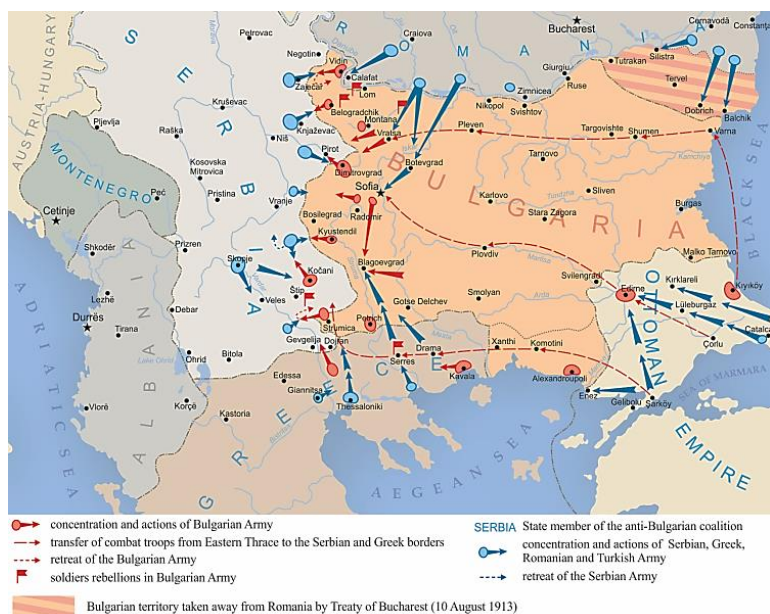 Petrovac
Craiova
Bucharest
Černavodă
Constanța
AUSTRIA-HUNGARY
SERBIA
ROMANIA
Negotin
Vidin
Calafat
Zaječar
Lom
Giurgiu
Ruse
Tutrakan
Silistra
Tervel
Dobrich
Balchik
Zimnicea
Svishtov
Nikopol
Belogradchik
Montana
Kruševac
Knjaževac
Vratsa
Pleven
Targovishte
Shumen
Varna
Pljevlja
Raška
Niš
Pirot
Dimitrovgrad
Botevgrad
Iskar
Tarnovo
Kamchiya
MONTENEGRO
Kosovska
Mitrovica
BULGARIA
BLACK SEA
Peć
Pristina
Sofia
Karlovo
Sliven
Tundzha
Cetinje
Vranje
Bosilegrad
Radomir
Stara Zagora
Burgas
Kyustendil
Shkodër
Prizren
Skopje
Kočani
Blagoevgrad
Plovdiv
Maritsa
Malko Tarnovo
Svilengrad
Štip
Veles
Lezhë
Debar
Durrës
Tirana
ALBANIA
Smolyan
Arda
Gotse Delchev
Edirne
Kırklareli
Kıyıköy
Lüleburgaz
OTTOMAN
EMPIRE
Petrich
Strumica
Gevgelija
Dojran
Drama
Xanthi
Komotini
Çorlu
Catalca
Ohrid
Lake Ohrid
Bitola
Serres
Kavala
Alexandroupoli
Enez
Gelibolu
Şarköy
SEA OF MARMARA
ADRIATIC SEA
Edessa
Giannitsa
Thessaloniki
GREECE
Vlorë
Korçë
Kastoria
AEGEAN SEA
concentration and actions of Bulgarian Army
transfer of combat troops from Eastern Thrace to the Serbian and Greek borders
retreat of the Bulgarian Army
soldiers rebellions in Bulgarian Army
SERBIA State member of the anti-Bulgarian coalition
concentration and actions of Serbian, Greek,
Romanian and Turkish Army
retreat of the Serbian Army
Bulgarian territory taken away from Romania by Treaty of Bucharest (10 August 1913)